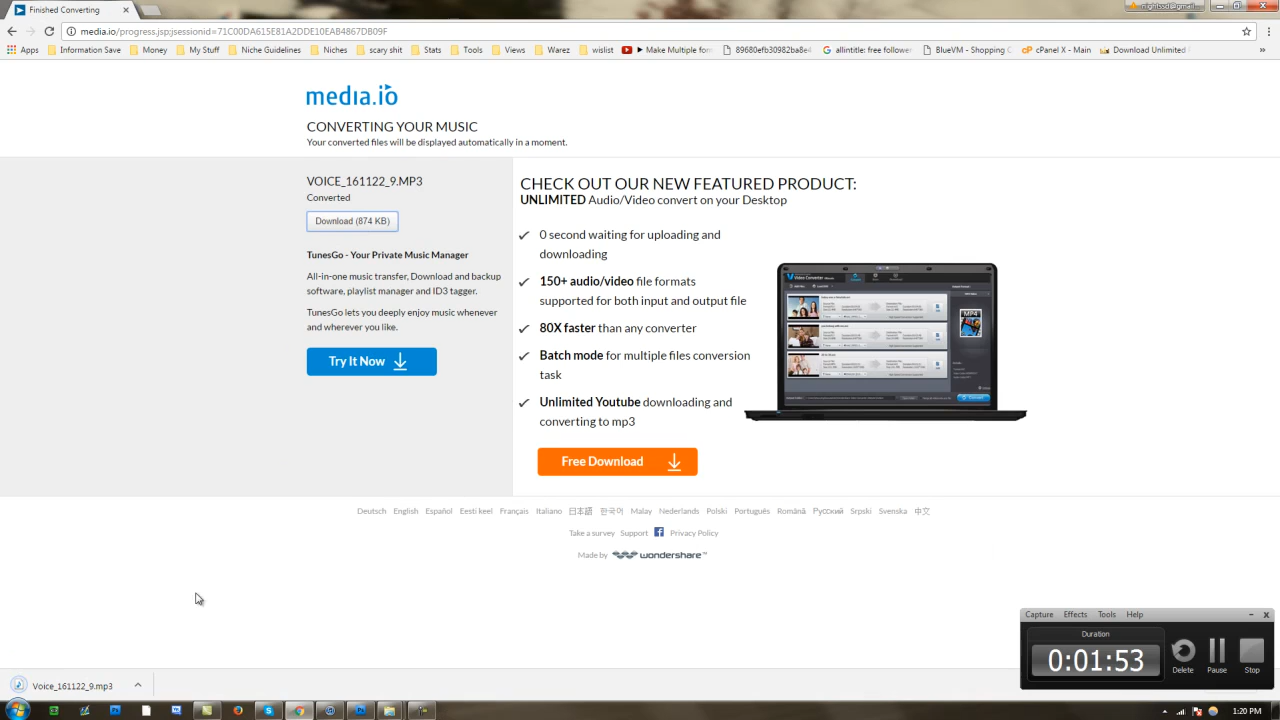 Finished Converting
media.io/progress.jsp;jsessionid=71C00DA615E81A2DDE10EAB4867DB09F
Apps Information Save Money My Stuff Niche Guidelines Niches scary shit Stats Tools Views Warez wislist Make Multiple fon 89680efb30982ba8e4 allintitle: free follower BlueVM - Shopping C cPanel X - Main Download Unlimited »
media.io
CONVERTING YOUR MUSIC
Your converted files will be displayed automatically in a moment.
VOICE_161122_9.MP3
Converted
Download (874 KB)
TunesGo - Your Private Music Manager
All-in-one music transfer, Download and backup
software, playlist manager and ID3 tagger.
TunesGo lets you deeply enjoy music whenever
and wherever you like.
Try It Now
CHECK OUT OUR NEW FEATURED PRODUCT:
UNLIMITED Audio/Video convert on your Desktop
0 second waiting for uploading and
downloading
150+ audio/video file formats
supported for both input and output file
80X faster than any converter
Batch mode for multiple files conversion
task
Unlimited Youtube downloading and
converting to mp3
Free Download
MP4
Deutsch English Español Eesti keel Français Italiano 日本語 한국어 Malay Nederlands Polski Português Română Русский Srpski Svenska 中文
Take a survey Support Privacy Policy
Made by wondershare™
Capture Effects Tools Help
Duration
0:01:53
Delete Pause Stop
Voice_161122_9.mp3
1:20 PM